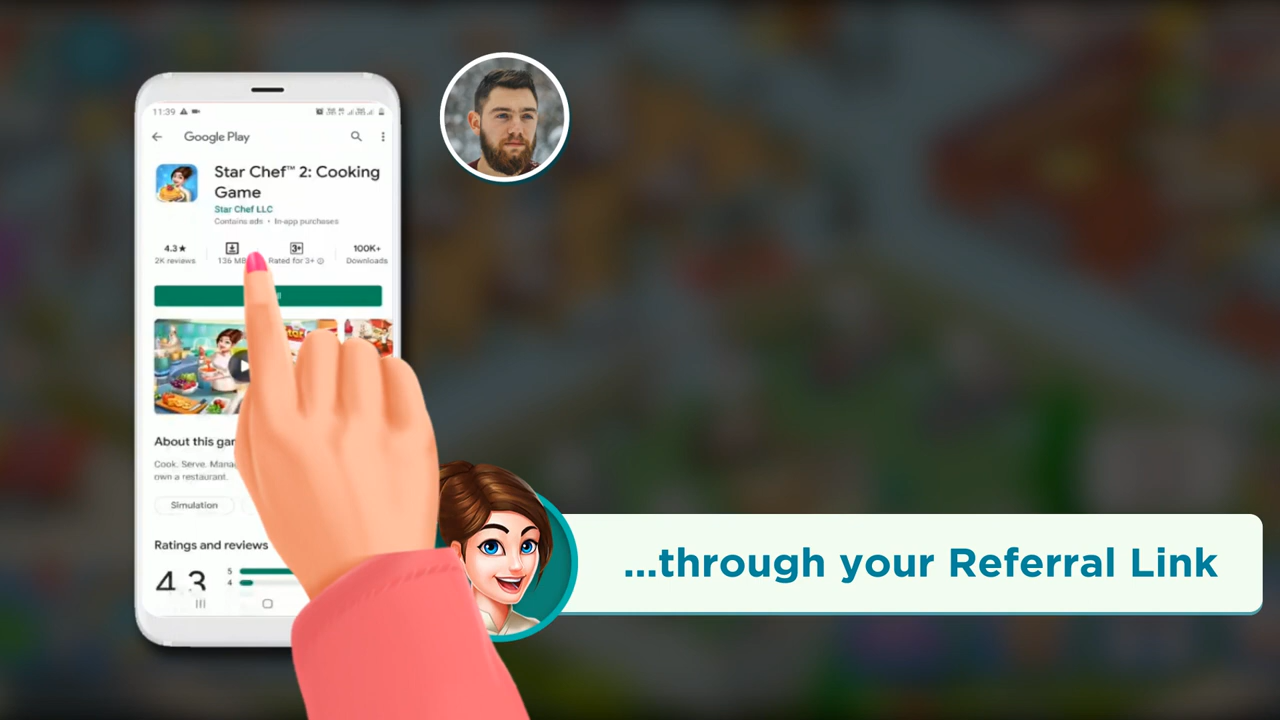 11:39
Google Play
Star Chef™ 2: Cooking
Game
Star Chef LLC
Contains ads • In-app purchases
4.3★
2K reviews
136 MB
3+
Rated for 3+
100K+
Downloads
About this
Cook. Serve.
own a restaurant.
Simulation
Ratings and reviews
4.3
5
4
...through your Referral Link